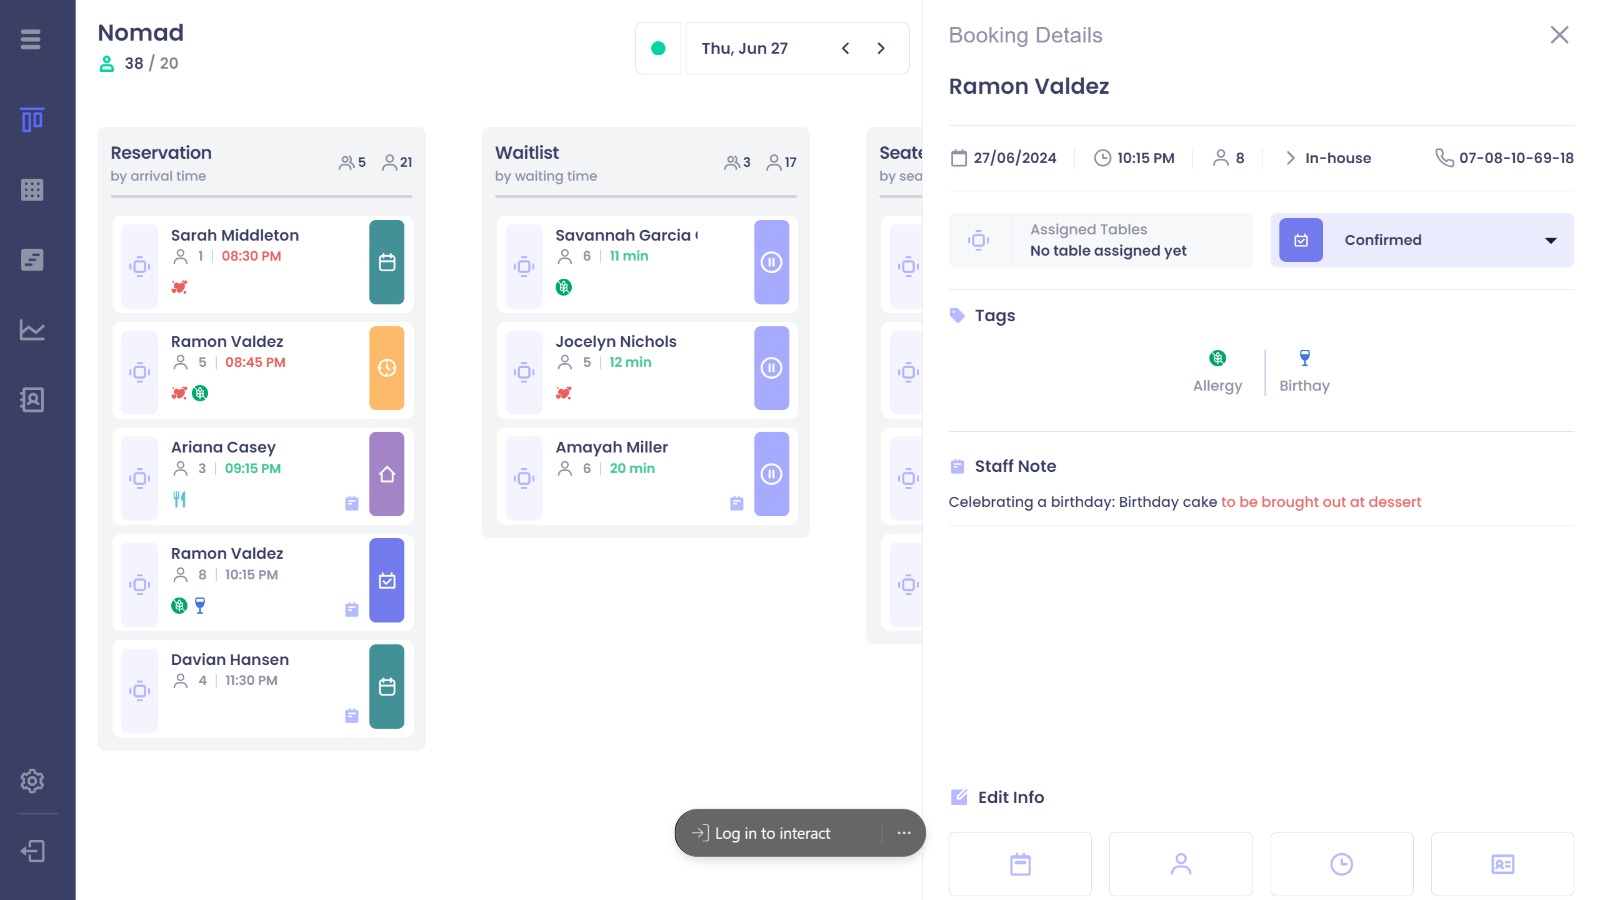 Nomad
38 / 20
Thu, Jun 27
Reservation
by arrival time
5
21
Sarah Middleton
1
08:30 PM
Ramon Valdez
5
08:45 PM
Ariana Casey
3
09:15 PM
Ramon Valdez
8
10:15 PM
Davian Hansen
4
11:30 PM
Waitlist
by waiting time
3
17
Savannah Garcia
6
11 min
Jocelyn Nichols
5
12 min
Amayah Miller
6
20 min
Seate
by sea
Log in to interact
Booking Details
Ramon Valdez
27/06/2024
10:15 PM
8
In-house
07-08-10-69-18
Assigned Tables
No table assigned yet
Confirmed
Tags
Allergy
Birthay
Staff Note
Celebrating a birthday: Birthday cake to be brought out at dessert
Edit Info